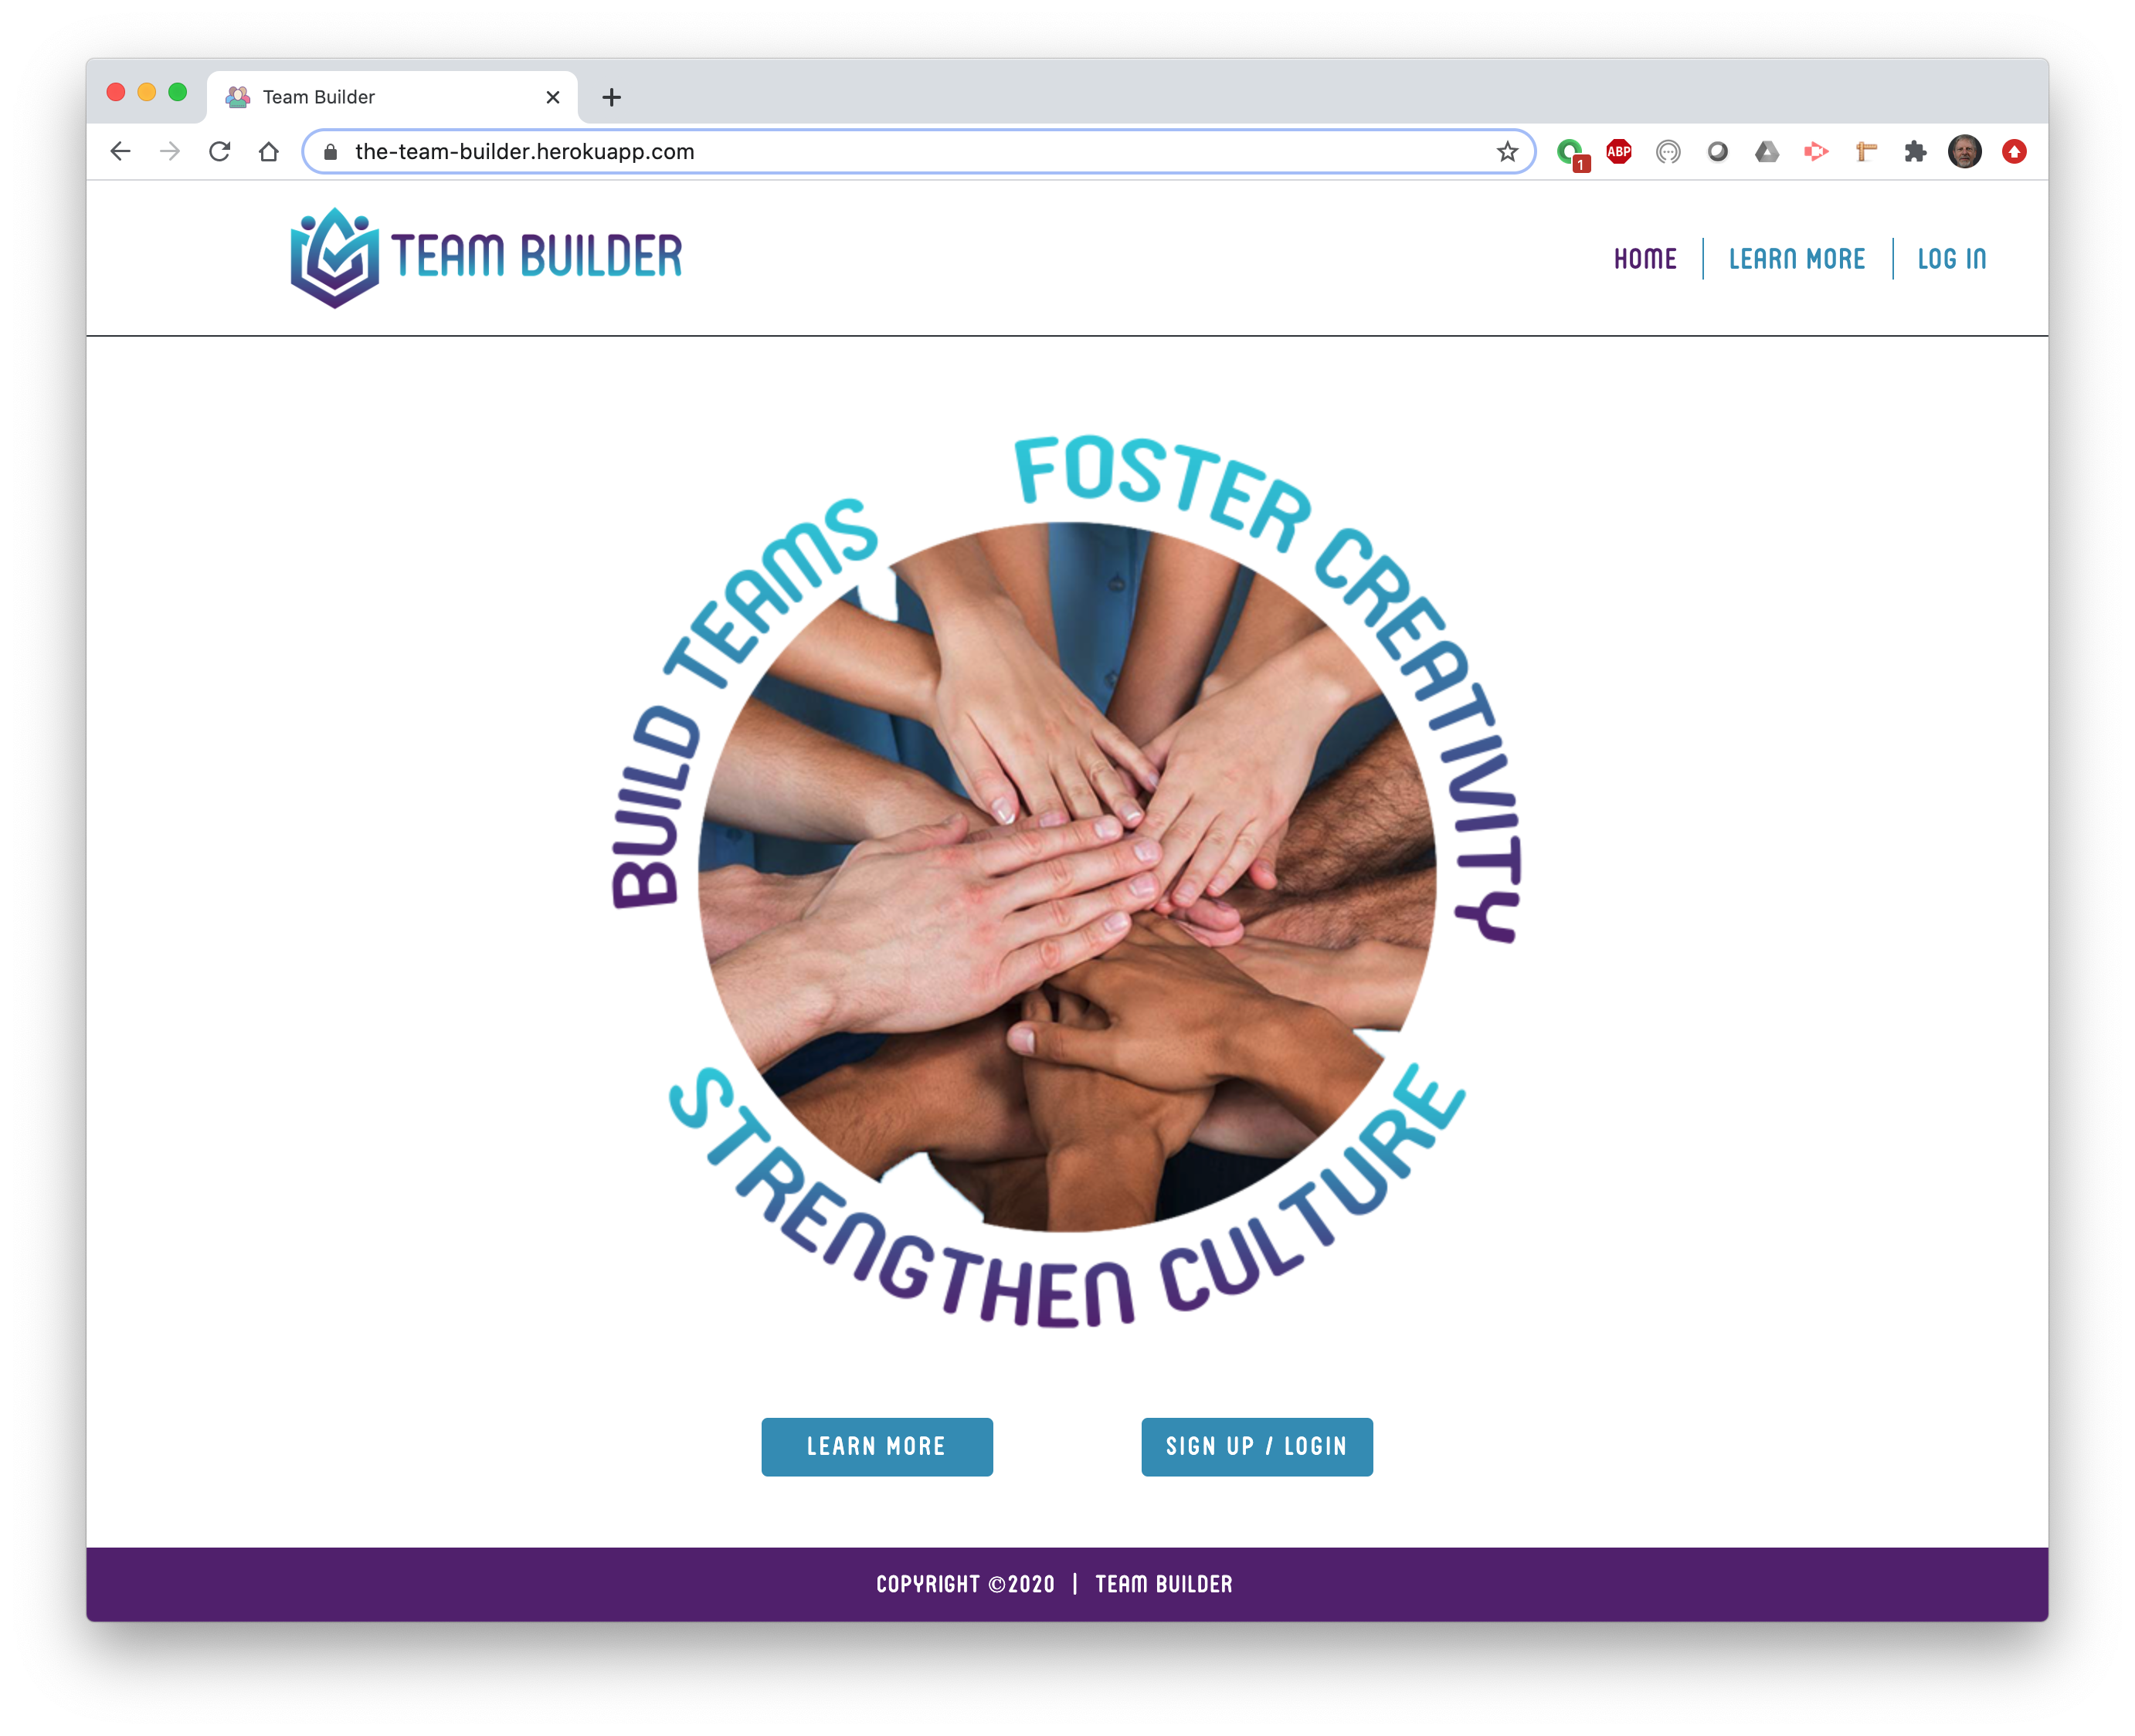 Team Builder
the-team-builder.herokuapp.com
1
ABP
TEAM BUILDER
HOME
LEARN MORE
LOG IN
BUILD TEAMS
FOSTER CREATIVITY
STRENGTHEN CULTURE
LEARN MORE
SIGN UP / LOGIN
COPYRIGHT ©2020 | TEAM BUILDER